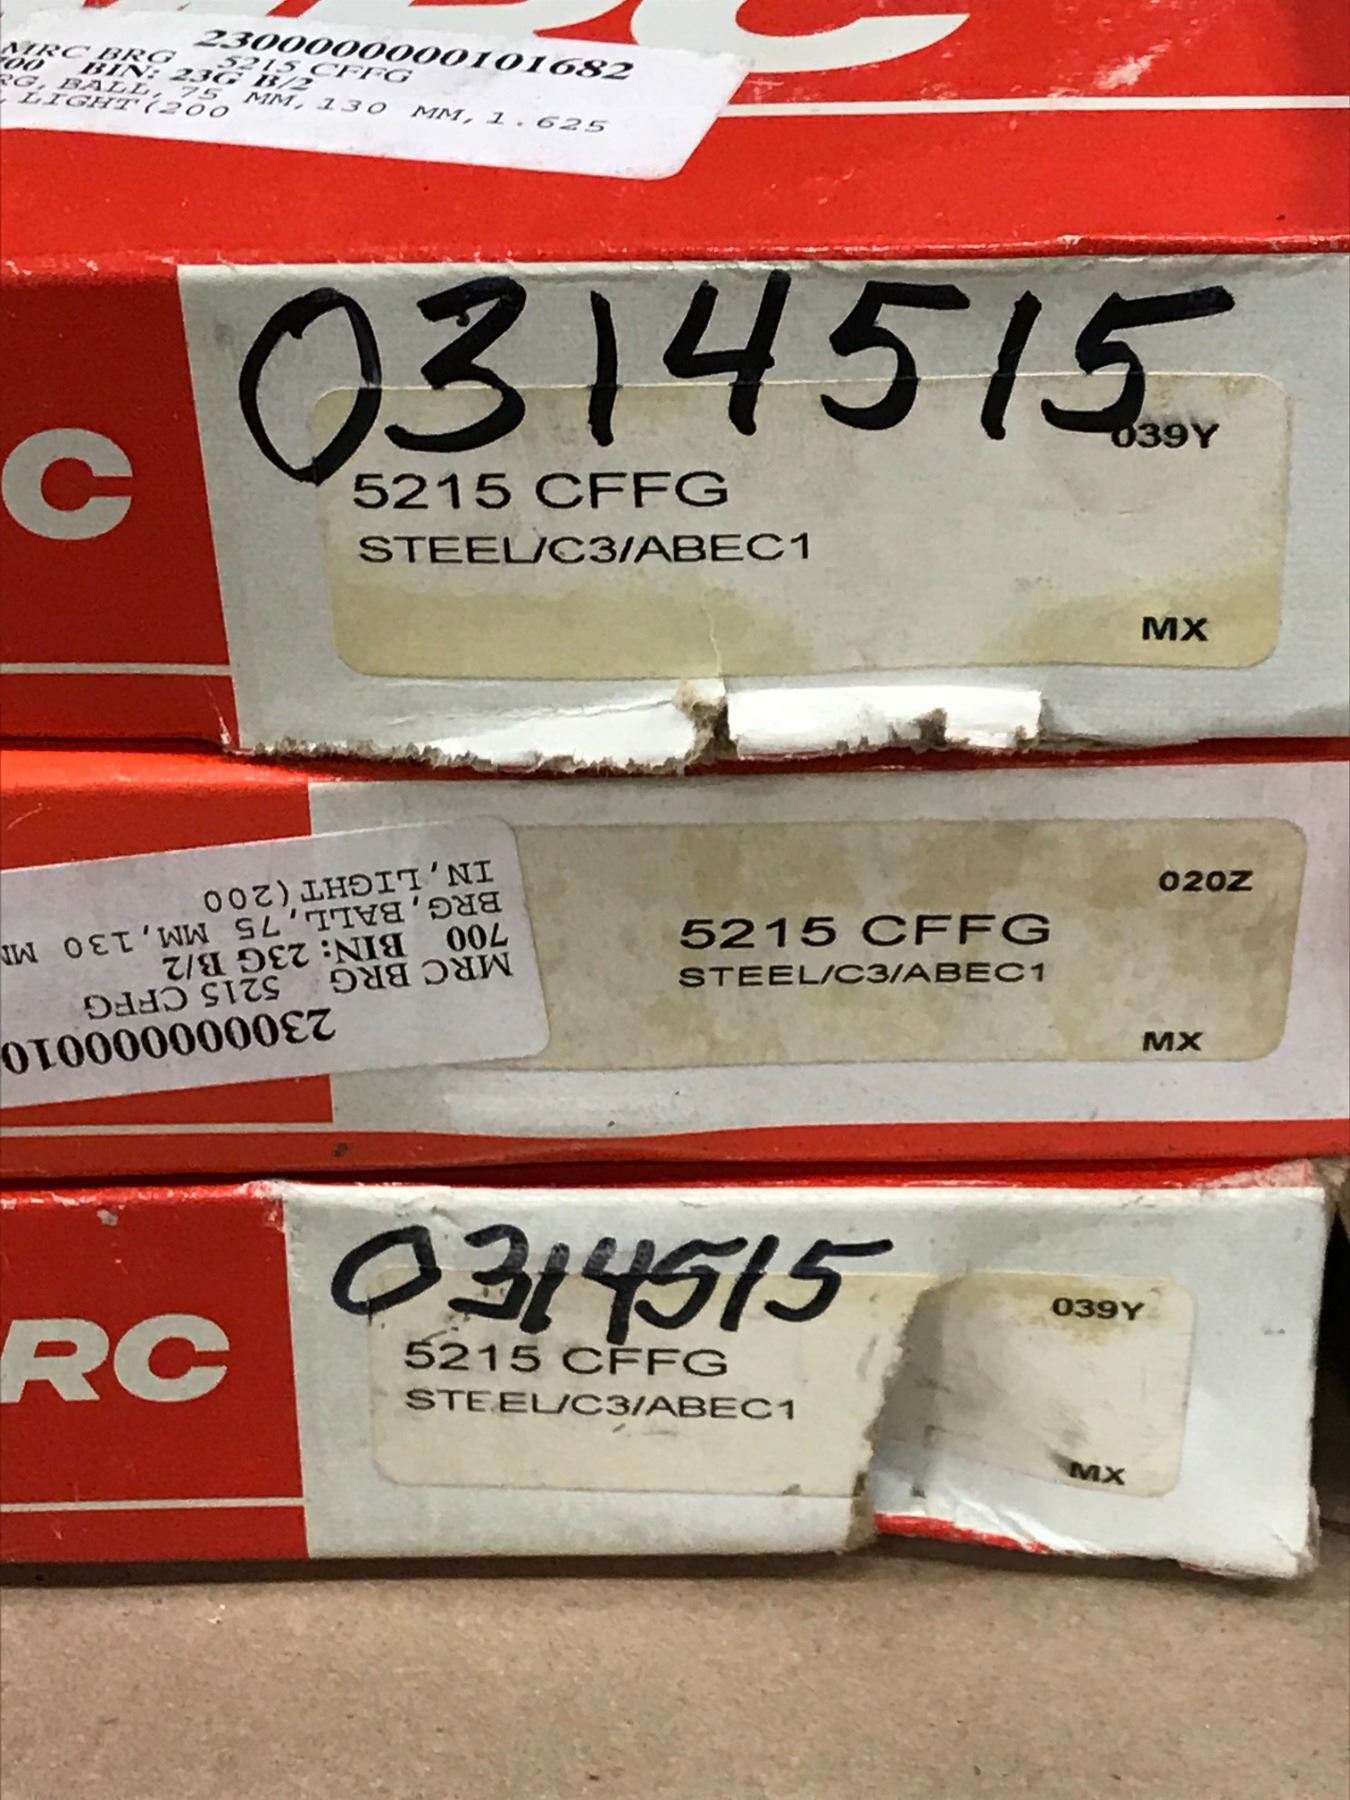 2300000000101682
MRC BRG 5215 CFFG
BIN: 23G B/2
BALL, 75 MM, 130 MM, 1.625
LIGHT(200
0314515
039Y
5215 CFFG
STEEL/C3/ABEC1
MX
020Z
5215 CFFG
STEEL/C3/ABEC1
MX
MRC BRG 5215 CFFG
700 BIN: 23G B/2
BRG, BALL, 75 MM, 130
IN, LIGHT(200
RC
0314515
039Y
5215 CFFG
STEEL/C3/ABEC1
MX